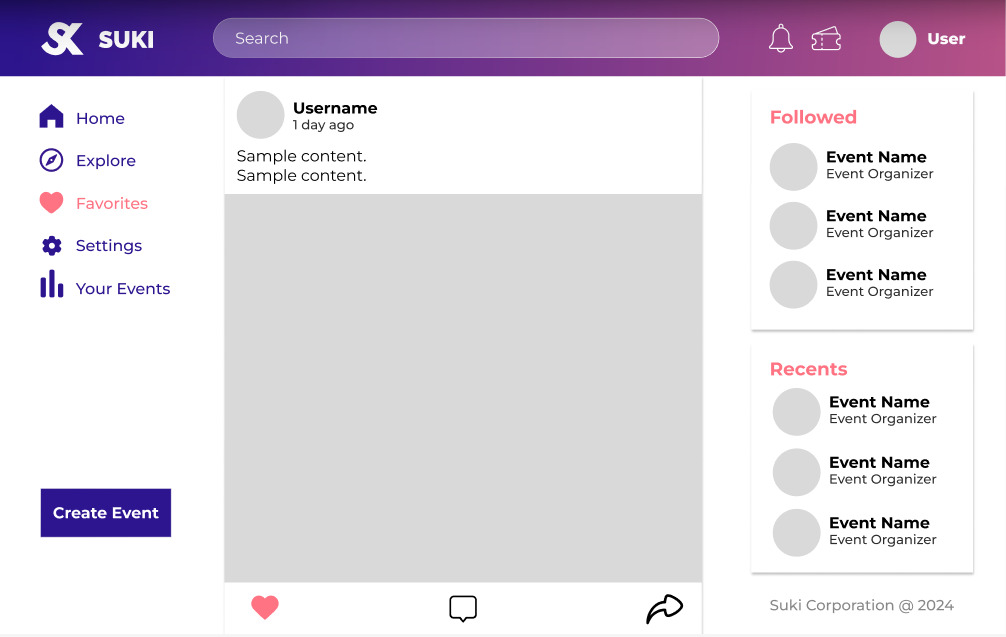 SK SUKI
Search
User
Home
Explore
Favorites
Settings
Your Events
Create Event
Username
1 day ago
Sample content.
Sample content.
Followed
Event Name
Event Organizer
Event Name
Event Organizer
Event Name
Event Organizer
Recents
Event Name
Event Organizer
Event Name
Event Organizer
Event Name
Event Organizer
Suki Corporation @ 2024